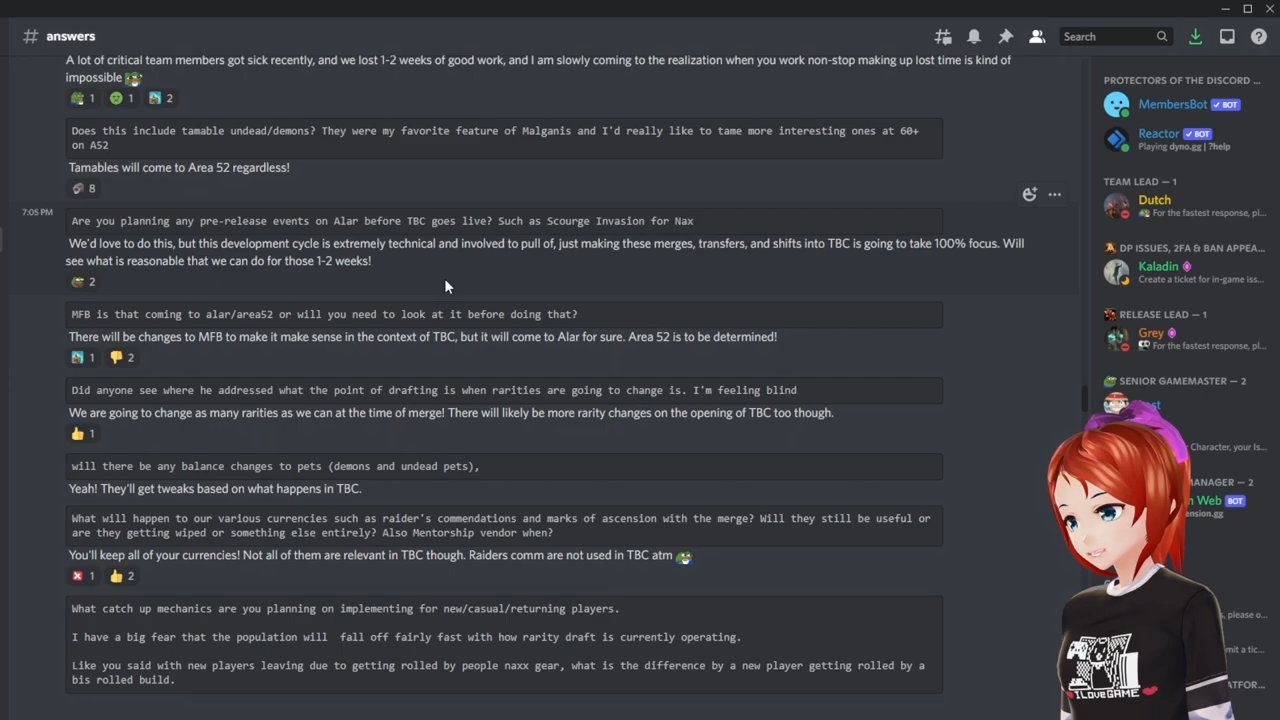 # answers
Search
A lot of critical team members got sick recently, and we lost 1-2 weeks of good work, and I am slowly coming to the realization when you work non-stop making up lost time is kind of
impossible
1 1 2
Does this include tamable undead/demons? They were my favorite feature of Malganis and I'd really like to tame more interesting ones at 60+
on A52
Tamables will come to Area 52 regardless!
8
7:05 PM
Are you planning any pre-release events on Alar before TBC goes live? Such as Scourge Invasion for Nax
We'd love to do this, but this development cycle is extremely technical and involved to pull of, just making these merges, transfers, and shifts into TBC is going to take 100% focus. Will
see what is reasonable that we can do for those 1-2 weeks!
2
MFB is that coming to alar/area52 or will you need to look at it before doing that?
There will be changes to MFB to make it make sense in the context of TBC, but it will come to Alar for sure. Area 52 is to be determined!
1 2
Did anyone see where he addressed what the point of drafting is when rarities are going to change is. I'm feeling blind
We are going to change as many rarities as we can at the time of merge! There will likely be more rarity changes on the opening of TBC too though.
1
will there be any balance changes to pets (demons and undead pets),
Yeah! They'll get tweaks based on what happens in TBC.
What will happen to our various currencies such as raider's commendations and marks of ascension with the merge? Will they still be useful or
are they getting wiped or something else entirely? Also Mentorship vendor when?
You'll keep all of your currencies! Not all of them are relevant in TBC though. Raiders comm are not used in TBC atm
1 2
What catch up mechanics are you planning on implementing for new/casual/returning players.
I have a big fear that the population will fall off fairly fast with how rarity draft is currently operating.
Like you said with new players leaving due to getting rolled by people naxx gear, what is the difference by a new player getting rolled by a
bis rolled build.
PROTECTORS OF THE DISCORD ...
MembersBot BOT
Reactor BOT
Playing dyno.gg | ?help
TEAM LEAD — 1
Dutch
For the fastest response, pl...
DP ISSUES, 2FA & BAN APPEA...
Kaladin
Create a ticket for in-game iss...
RELEASE LEAD — 1
Grey
For the fastest response, pl...
SENIOR GAMEMASTER — 2
Character, your Is...
MANAGER — 2
Web BOT
ension.gg
, please o...
mit a tic...
ATFOR...
I LoveGAME